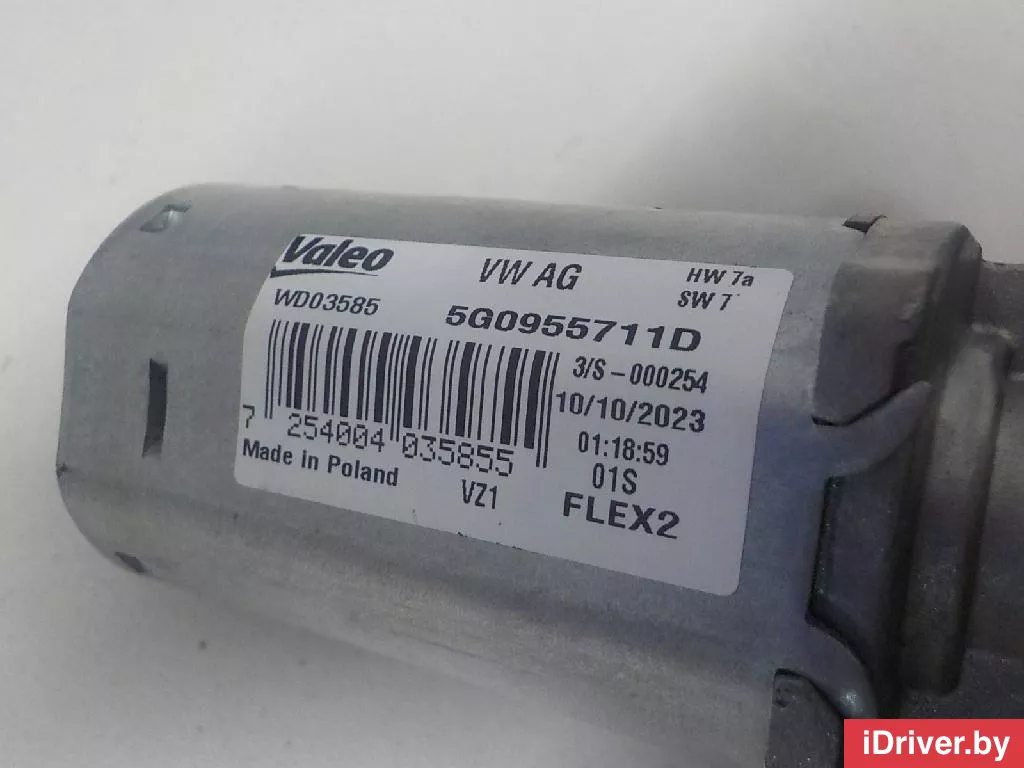 Valeo
VW AG
HW 7a
SW 7
WD03585
5G0955711D
3/S-000254
10/10/2023
01:18:59
01S
7 254004 035855
Made in Poland
VZ1
FLEX2
iDriver.by